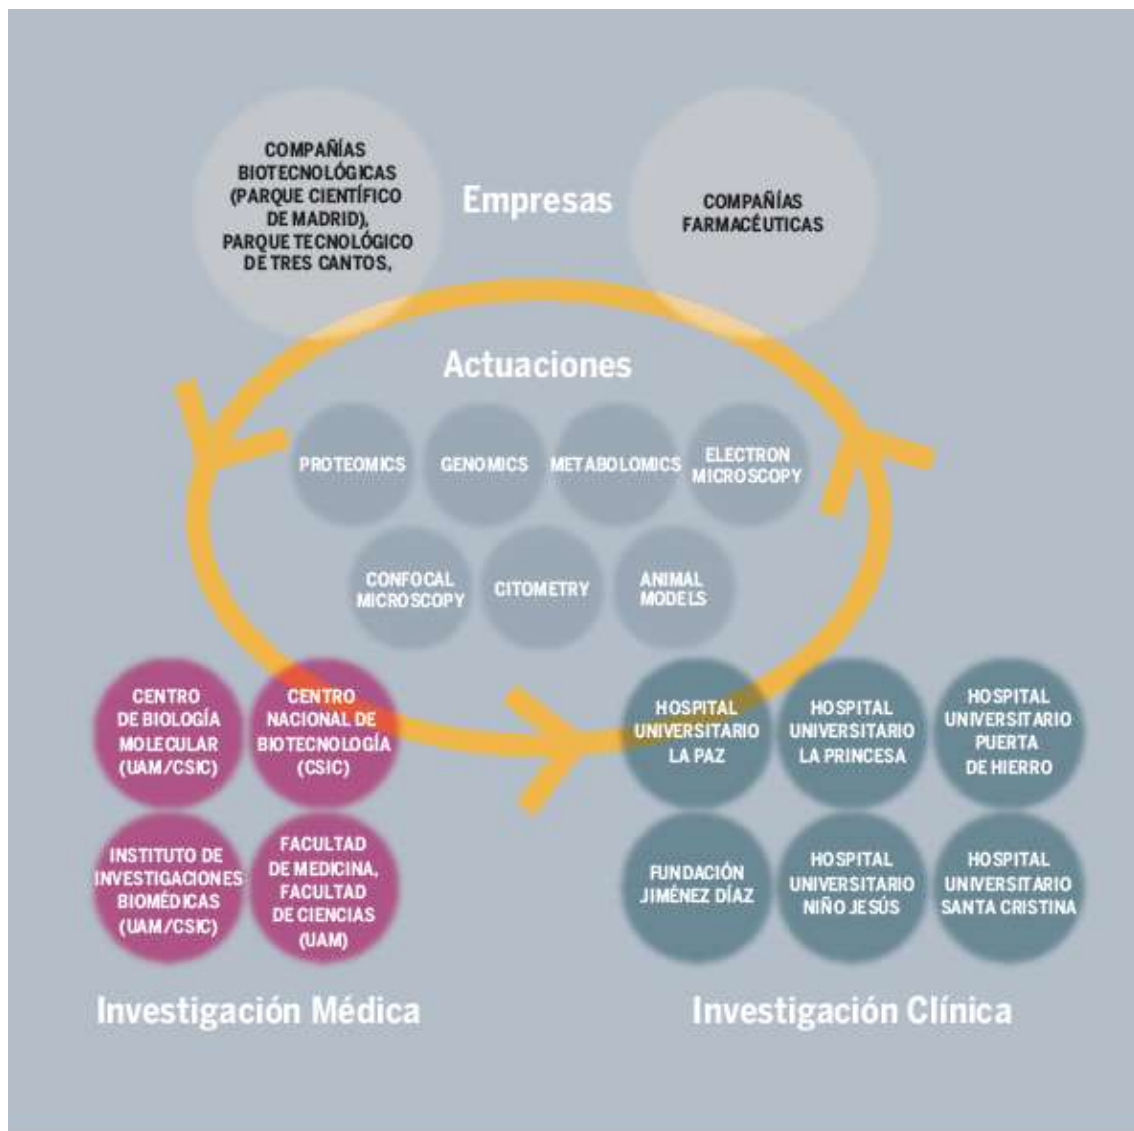 COMPAÑÍAS
BIOTECNOLÓGICAS
(PARQUE CIENTÍFICO
DE MADRID),
PARQUE TECNOLÓGICO
DE TRES CANTOS,
Empresas
COMPAÑÍAS
FARMACÉUTICAS
Actuaciones
PROTEOMICS
GENOMICS
METABOLOMICS
ELECTRON
MICROSCOPY
CONFOCAL
MICROSCOPY
CITOMETRY
ANIMAL
MODELS
CENTRO
DE BIOLOGÍA
MOLECULAR
(UAM/CSIC)
CENTRO
NACIONAL DE
BIOTECNOLOGÍA
(CSIC)
INSTITUTO DE
INVESTIGACIONES
BIOMÉDICAS
(UAM/CSIC)
FACULTAD
DE MEDICINA,
FACULTAD
DE CIENCIAS
(UAM)
Investigación Médica
HOSPITAL
UNIVERSITARIO
LA PAZ
HOSPITAL
UNIVERSITARIO
LA PRINCESA
HOSPITAL
UNIVERSITARIO
PUERTA
DE HIERRO
FUNDACIÓN
JIMÉNEZ DÍAZ
HOSPITAL
UNIVERSITARIO
NIÑO JESÚS
HOSPITAL
UNIVERSITARIO
SANTA CRISTINA
Investigación Clínica